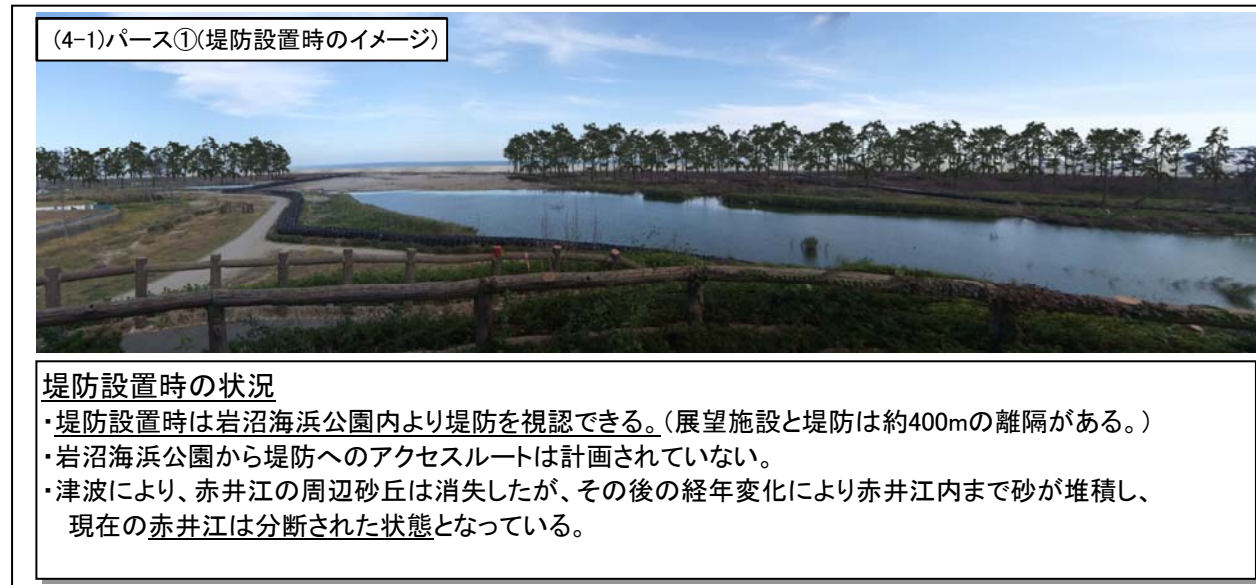 (4-1)パース①(堤防設置時のイメージ)
堤防設置時の状況
・堤防設置時は岩沼海浜公園内より堤防を視認できる。(展望施設と堤防は約400mの離隔がある。)
・岩沼海浜公園から堤防へのアクセスルートは計画されていない。
・津波により、赤井江の周辺砂丘は消失したが、その後の経年変化により赤井江内まで砂が堆積し、
現在の赤井江は分断された状態となっている。